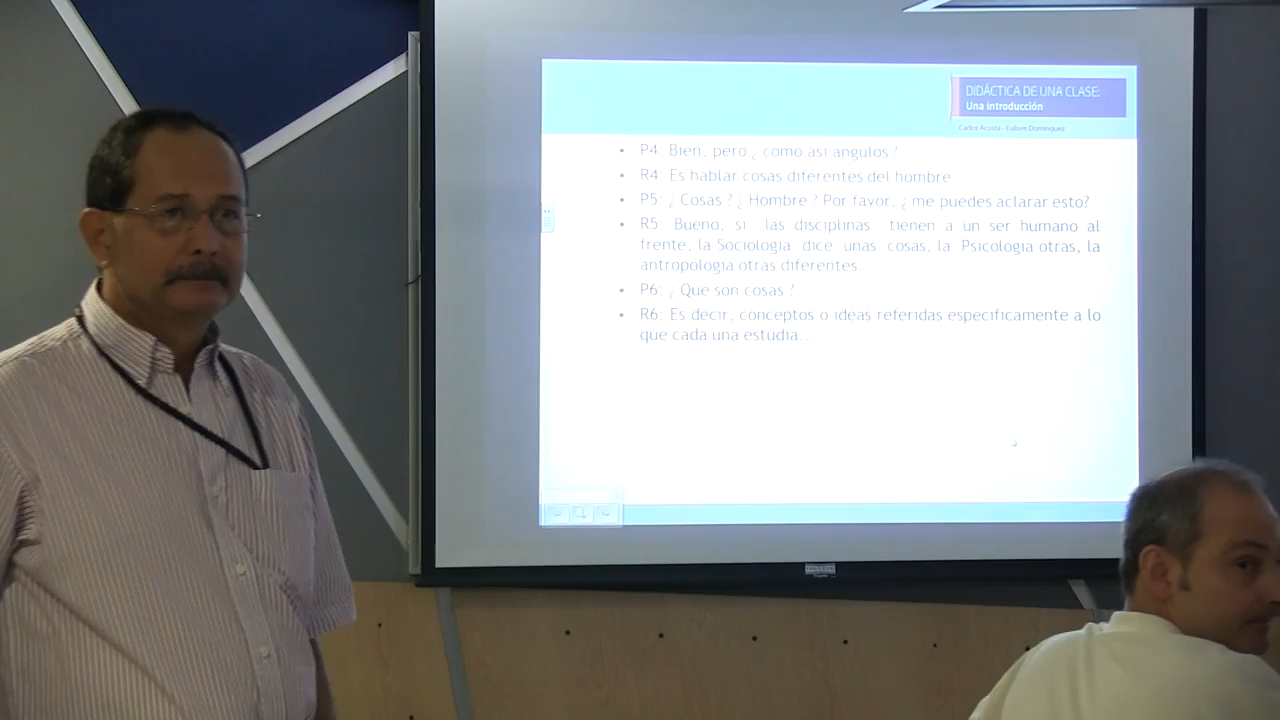 DIDÁCTICA DE UNA CLASE:
Una introducción
Carlos Acosta - Eulises Domínguez
• P4: Bien, pero ¿ como asi angulos ?
• R4: Es hablar cosas diferentes del hombre
• P5: ¿ Cosas ? ¿ Hombre ? Por favor, ¿ me puedes aclarar esto?
• R5: Bueno, si las disciplinas tienen a un ser humano al
frente, la Sociologia dice unas cosas, la Psicologia otras, la
antropologia otras diferentes...
• P6: ¿ Que son cosas ?
• R6: Es decir, conceptos o ideas referidas especificamente a lo
que cada una estudia...